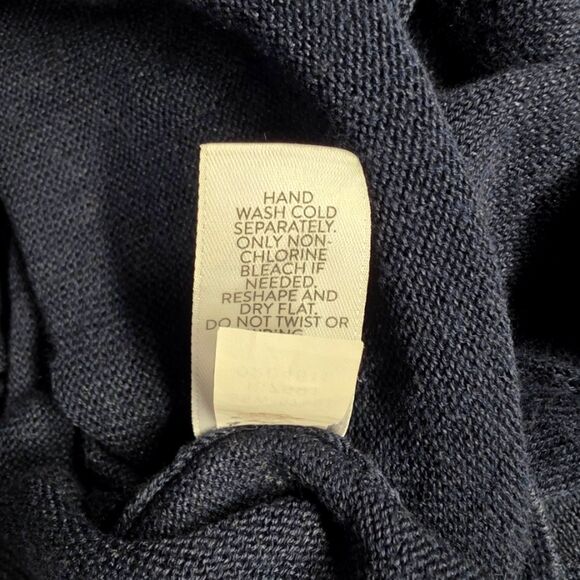 HAND
WASH COLD
SEPARATELY.
ONLY NON-
CHLORINE
BLEACH IF
NEEDED.
RESHAPE AND
DRY FLAT.
DO NOT TWIST OR